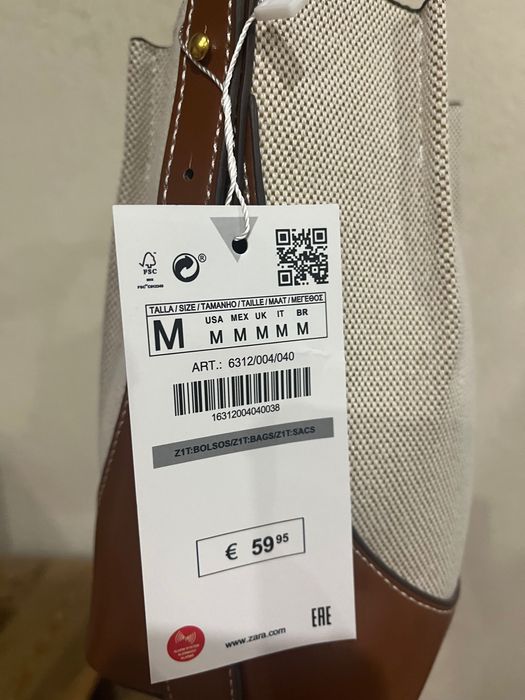 FSC
MIX
®
TALLA / SIZE / TAMANHO / TAILLE / MAAT / ΜΕΓΕΘΟΣ
M
USA MEX UK IT BR
M M M M M
ART.: 6312/004/040
16312004040038
Z1T:BOLSOS/Z1T:BAGS/Z1T:SACS
€ 59 95
www.zara.com
EAC